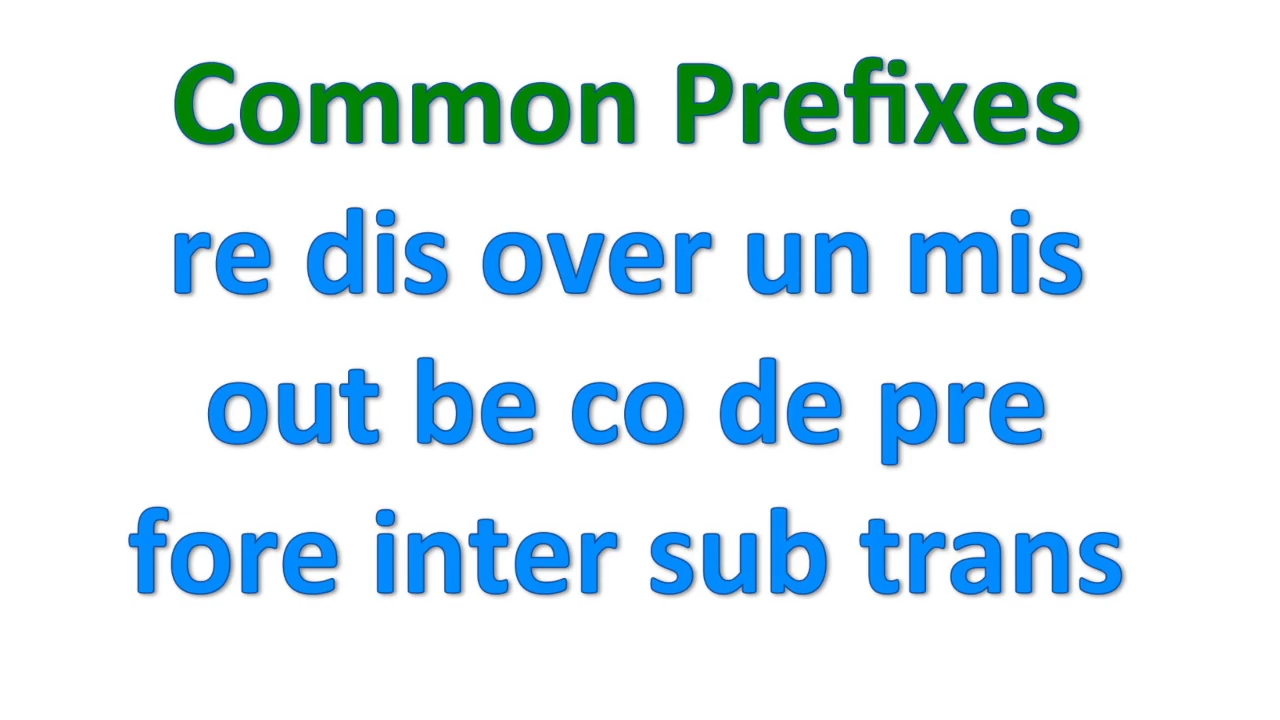 Common Prefixes
re dis over un mis
out be co de pre
fore inter sub trans